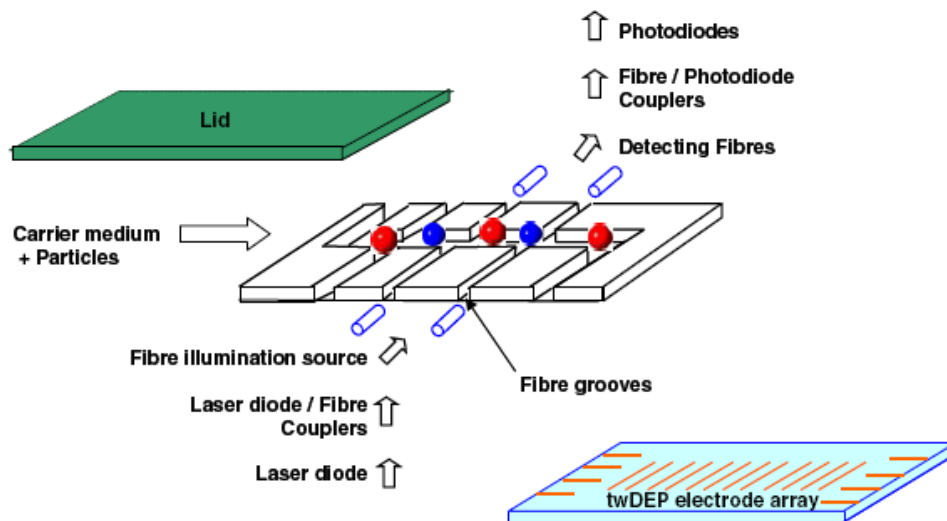 Photodiodes
Fibre / Photodiode
Couplers
Lid
Detecting Fibres
Carrier medium
+ Particles
Fibre illumination source
Fibre grooves
Laser diode / Fibre
Couplers
Laser diode
twDEP electrode array